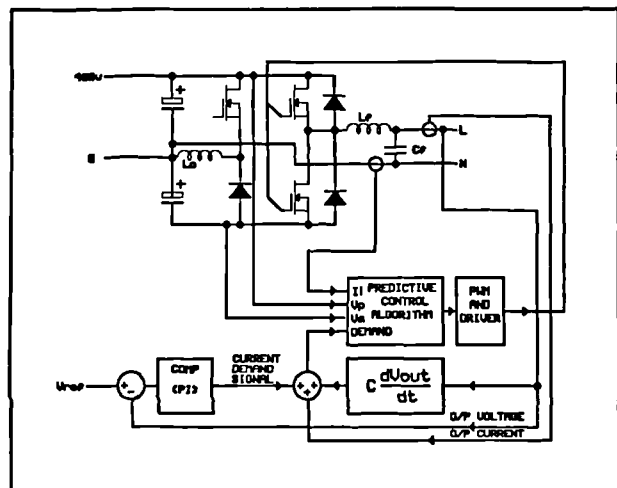 400v
+
Lf
L
0
Lo
Cf
N
+
Il
Vp
Vm
DEMAND
PREDICTIVE
CONTROL
ALGORITHM
PWM
AND
DRIVER
COMP
(PI)
CURRENT
DEMAND
SIGNAL
Vref
+
-
+ + +
C dVout
dt
O/P VOLTAGE
O/P CURRENT